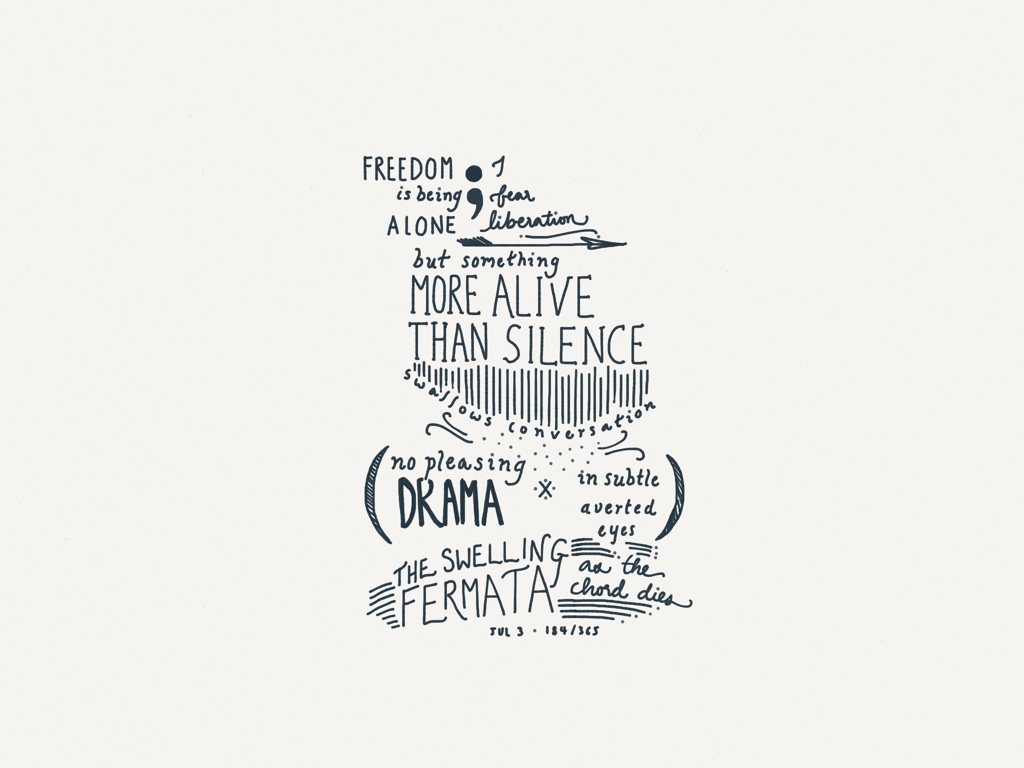 FREEDOM ; I
is being fear
ALONE liberation
but something
MORE ALIVE
THAN SILENCE
swallows conversation
(no pleasing
DRAMA
in subtle
averted
eyes)
THE SWELLING
FERMATA
as the
chord dies
JUL 3 · 184/365